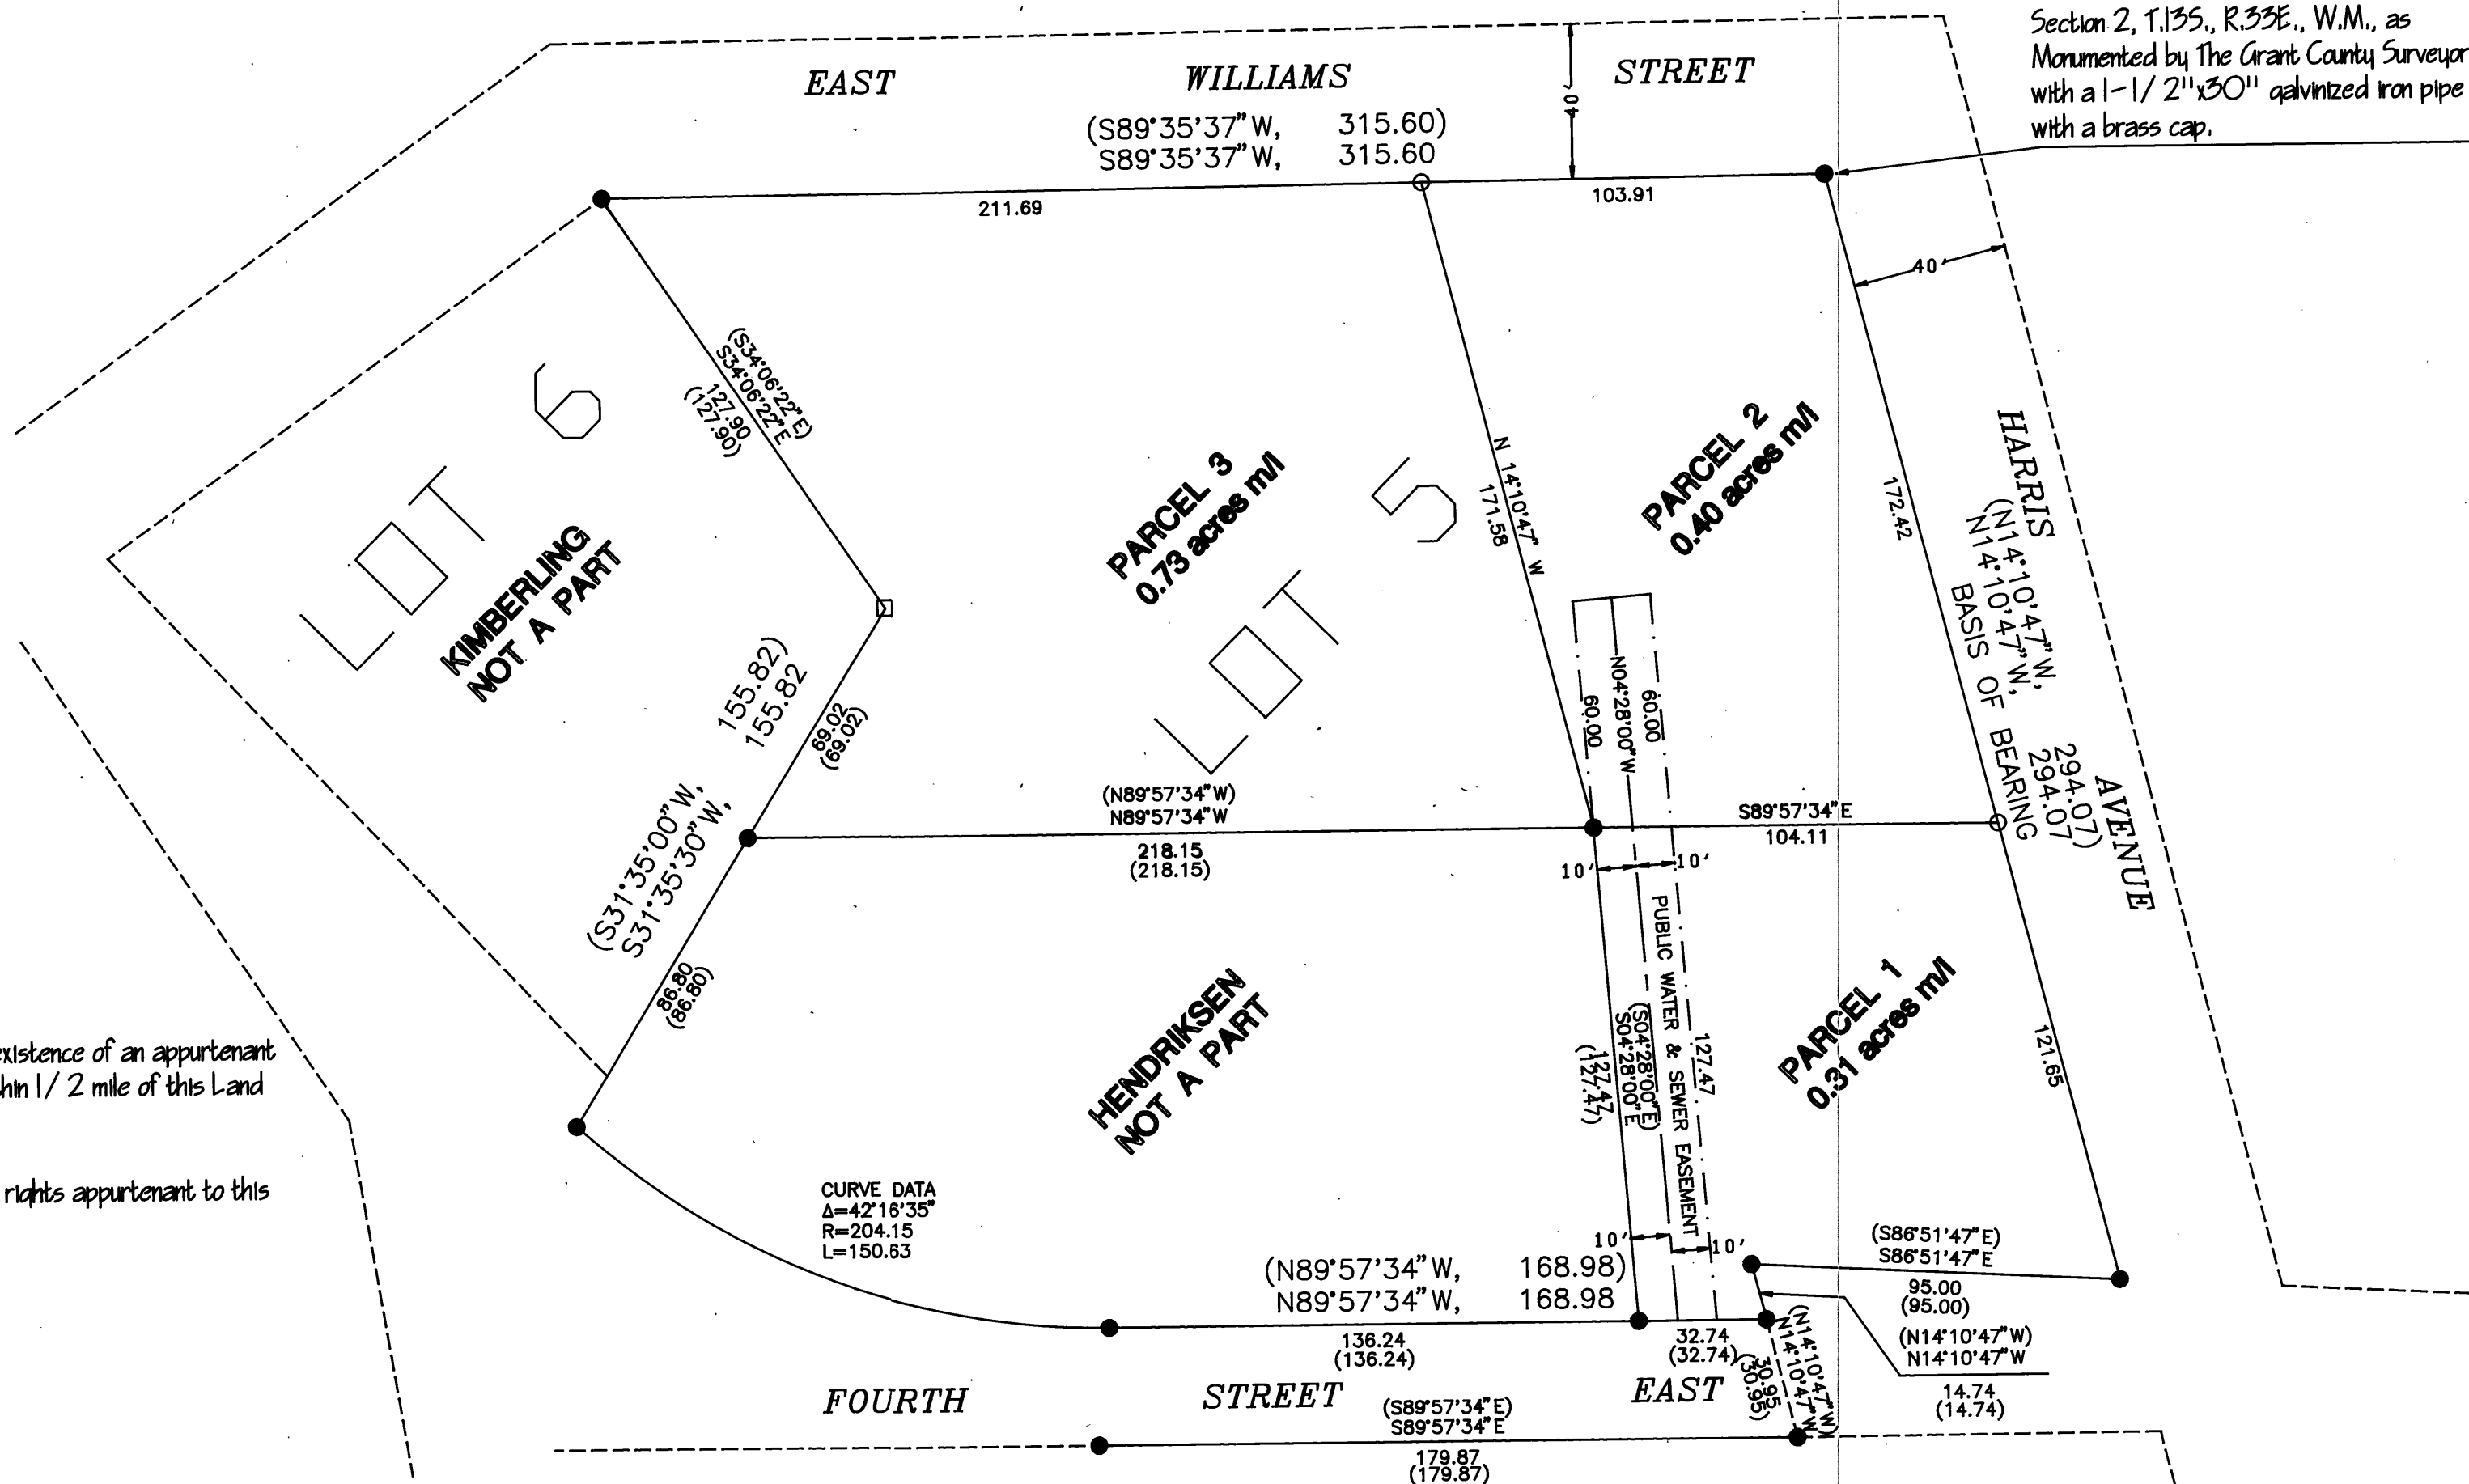 Section 2, T.13S., R.33E., W.M., as
Monumented by The Grant County Surveyor
with a 1-1/2"x30" galvinized iron pipe
with a brass cap.
EAST WILLIAMS STREET
40'
(S89°35'37"W, 315.60)
S89°35'37"W, 315.60
211.69
103.91
40'
(S34°06'22"E)
S34°06'22"E
127.90
(127.90)
LOT 6
KIMBERLING
NOT A PART
PARCEL 3
0.73 acres m/l
LOT 5
N 14°10'47" W
171.58
PARCEL 2
0.40 acres m/l
172.42
HARRIS AVENUE
(N14°10'47"W, 294.07)
N14°10'47"W, 294.07
BASIS OF BEARING
155.82)
155.82
(S31°35'00"W,
S31°35'30"W,
69.02
(69.02)
60.00
N04°28'00"W
60.00
(N89°57'34"W)
N89°57'34"W
218.15
(218.15)
S89°57'34"E
104.11
10'
10'
86.80
(86.80)
HENDRIKSEN
NOT A PART
PUBLIC WATER & SEWER EASEMENT
(S04°28'00"E)
S04°28'00"E
127.47
(127.47)
127.47
PARCEL 1
0.31 acres m/l
121.65
existence of an appurtenant
hin 1/2 mile of this Land
rights appurtenant to this
CURVE DATA
Δ=42°16'35"
R=204.15
L=150.63
10'
10'
(N89°57'34"W, 168.98)
N89°57'34"W, 168.98
136.24
(136.24)
32.74
(32.74)
(S86°51'47"E)
S86°51'47"E
95.00
(95.00)
(N14°10'47"W)
N14°10'47"W
14.74
(14.74)
(N14°10'47"W)
N14°10'47"W
30.95
(30.95)
FOURTH STREET EAST
(S89°57'34"E)
S89°57'34"E
179.87
(179.87)